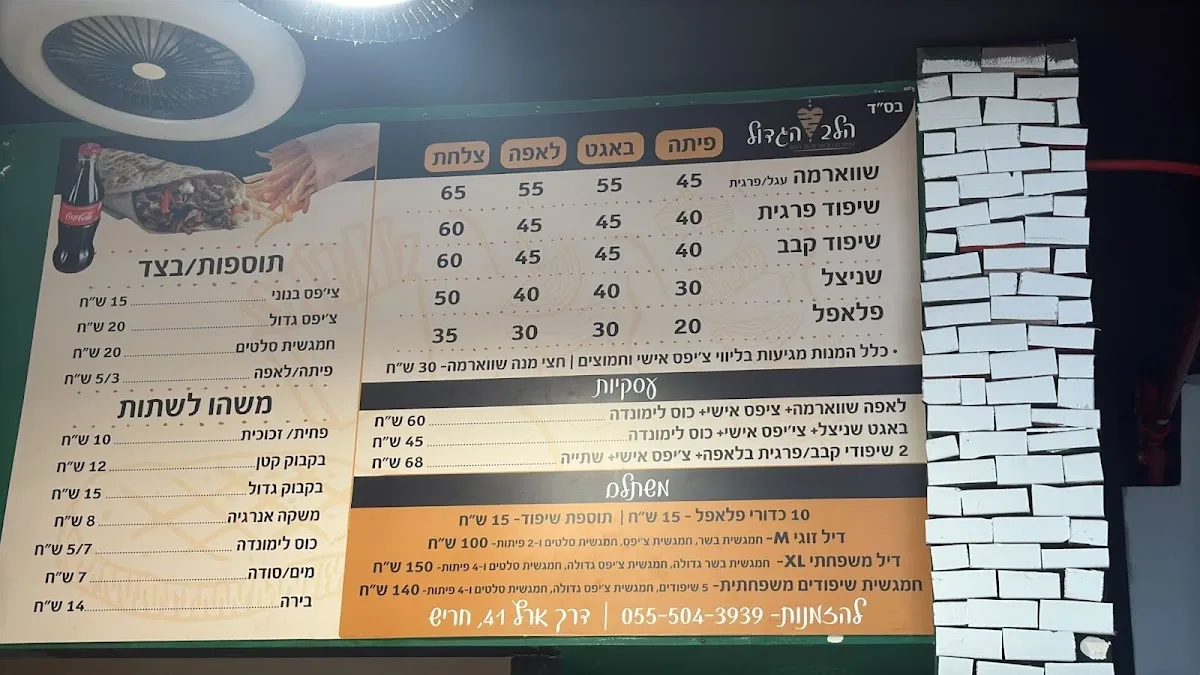 בס"ד
הלב הגדול
פיתה באגט לאפה צלחת
שווארמה עגל/פרגית 45 55 55 65
שיפוד פרגית 40 45 45 60
שיפוד קבב 40 45 45 60
שניצל 30 40 40 50
פלאפל 20 30 30 35
• כלל המנות מגיעות בליווי צ'יפס אישי וחמוצים | חצי מנה שווארמה- 30 ש"ח
עסקיות
לאפה שווארמה+ ציפס אישי+ כוס לימונדה 60 ש"ח
באגט שניצל+ צ'יפס אישי+ כוס לימונדה 45 ש"ח
2 שיפודי קבב/פרגית בלאפה+ צ'יפס אישי+ שתייה 68 ש"ח
משתלם
10 כדורי פלאפל - 15 ש"ח | תוספת שיפוד- 15 ש"ח
דיל זוגי M- חמגשית בשר, חמגשית צ'יפס, חמגשית סלטים ו-2 פיתות- 100 ש"ח
דיל משפחתי XL- חמגשית בשר גדולה, חמגשית צ'יפס גדולה, חמגשית סלטים ו-4 פיתות- 150 ש"ח
חמגשית שיפודים משפחתית- 5 שיפודים, חמגשית צ'יפס גדולה, חמגשית סלטים ו-4 פיתות- 140 ש"ח
להזמנות- 055-504-3939 | דרך ארץ 41, חריש
Coca-Cola
תוספות/בצד
צי'פס בנוני 15 ש"ח
צ'יפס גדול 20 ש"ח
חמגשית סלטים 20 ש"ח
פיתה/לאפה 5/3 ש"ח
משהו לשתות
פחית/ זכוכית 10 ש"ח
בקבוק קטן 12 ש"ח
בקבוק גדול 15 ש"ח
משקה אנרגיה 8 ש"ח
כוס לימונדה 5/7 ש"ח
מים/סודה 7 ש"ח
בירה 14 ש"ח